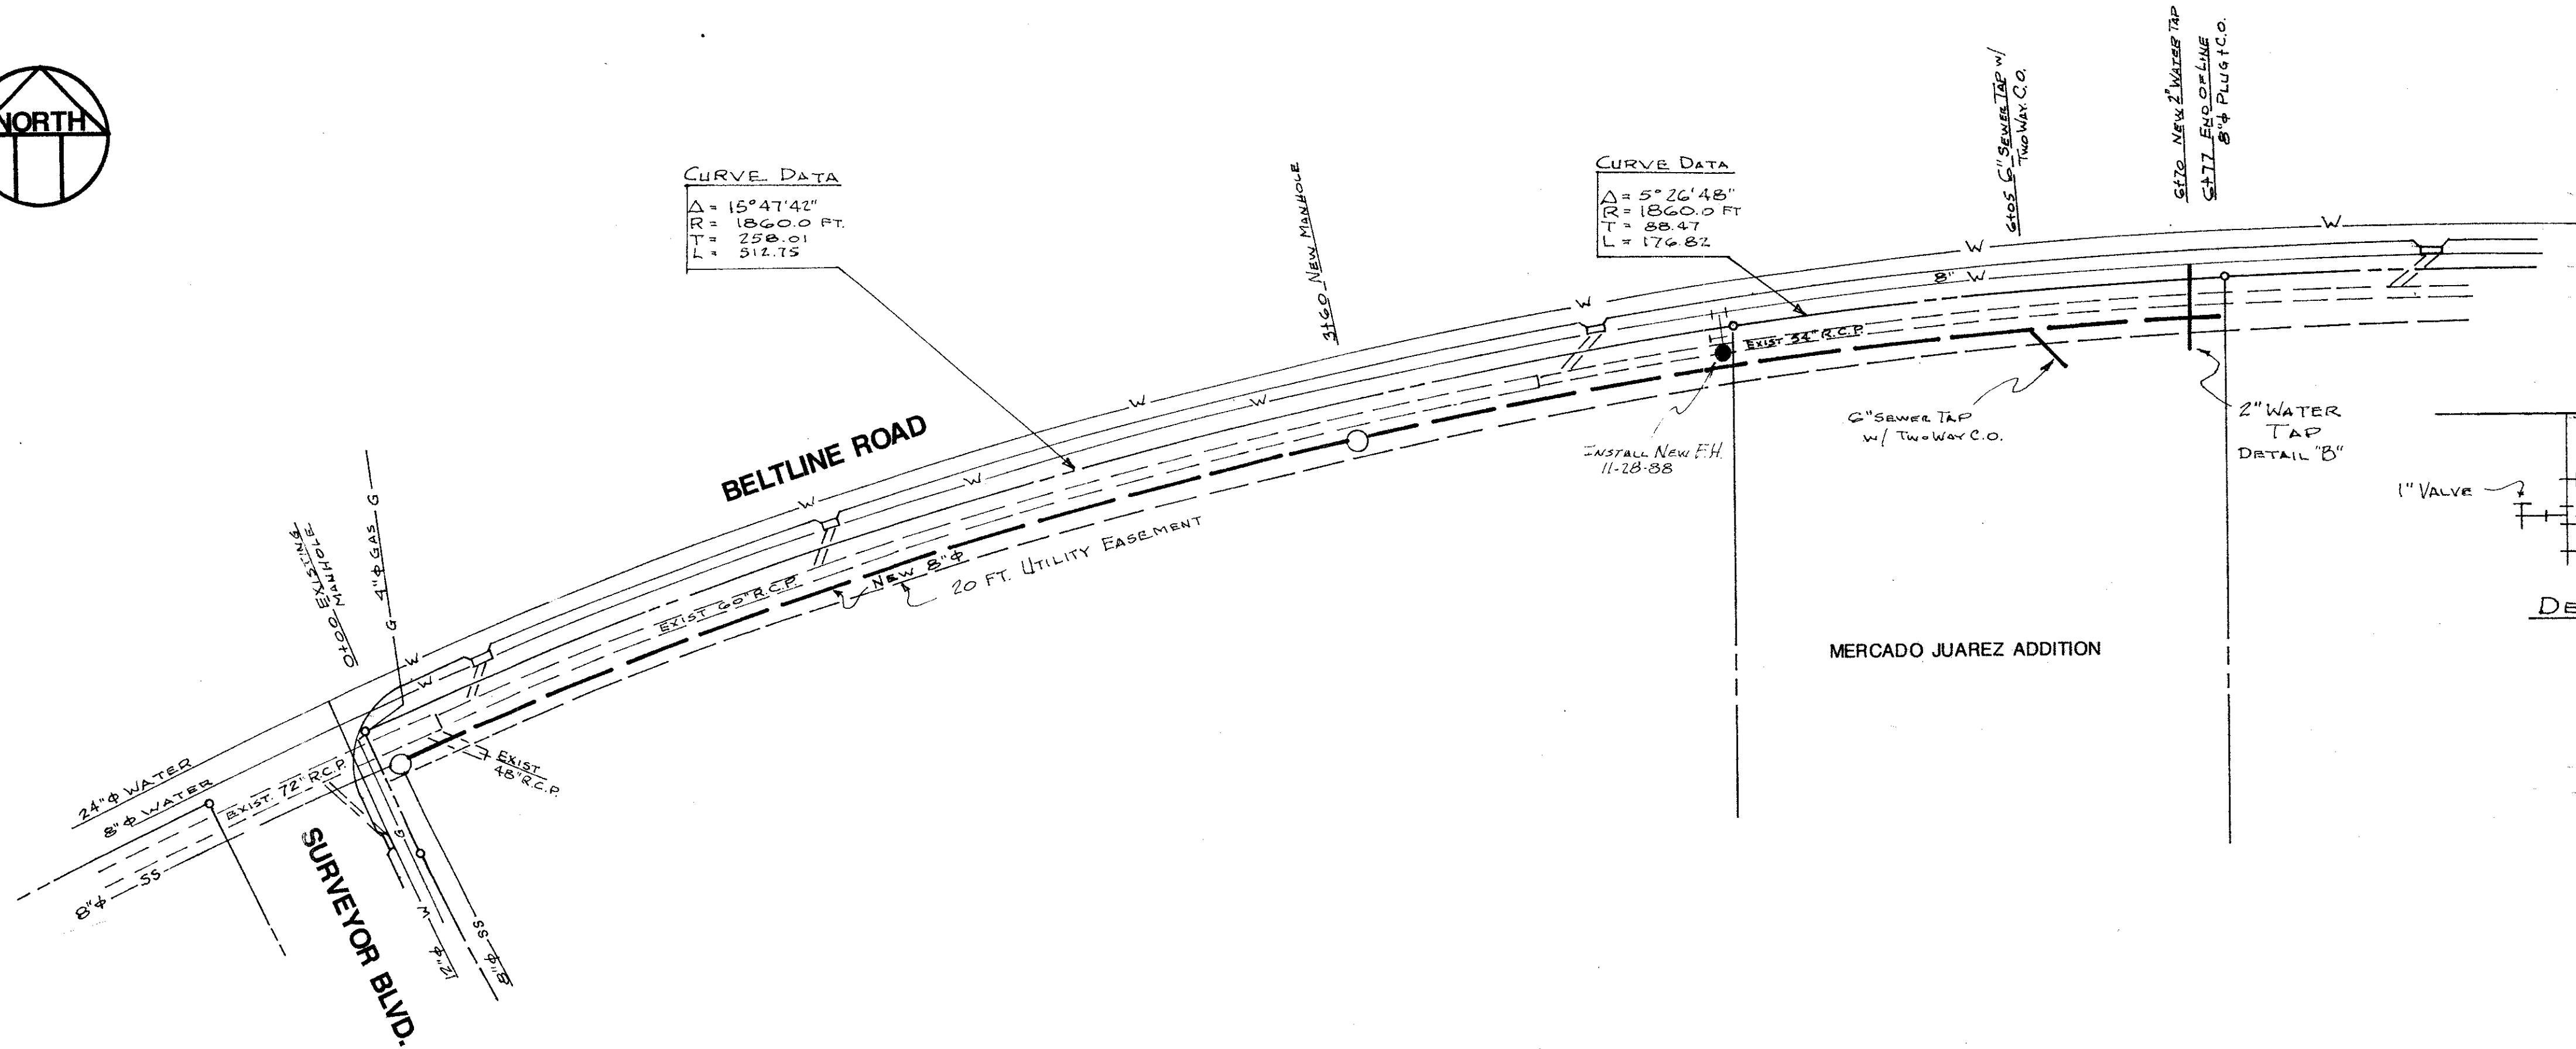 NORTH
CURVE DATA
Δ = 15°47'42"
R = 1860.0 FT.
T = 258.01
L = 512.75
3+60 NEW MANHOLE
CURVE DATA
Δ = 5°26'48"
R = 1860.0 FT
T = 88.47
L = 176.82
6+05 6" SEWER TAP W/
TWO WAY C.O.
6+70 NEW 2" WATER TAP
6+77 END OF LINE
8"ϕ PLUG + C.O.
W
W
W
8" W
W
W
W
W
W
W
W
W
EXIST 54" R.C.P.
BELTLINE ROAD
6" SEWER TAP
W/ TWO WAY C.O.
INSTALL NEW F.H.
11-28-88
2" WATER
TAP
DETAIL "B"
1" VALVE
DE
NEW 8"ϕ
20 FT. UTILITY EASEMENT
EXIST 60" R.C.P.
0+00 EXISTING
MANHOLE
G 4"ϕ GAS G
MERCADO JUAREZ ADDITION
EXIST
48" R.C.P.
24"ϕ WATER
8"ϕ WATER
EXIST. 72" R.C.P.
8"ϕ SS
G
W
12"ϕ
SS
8"ϕ
SURVEYOR BLVD.